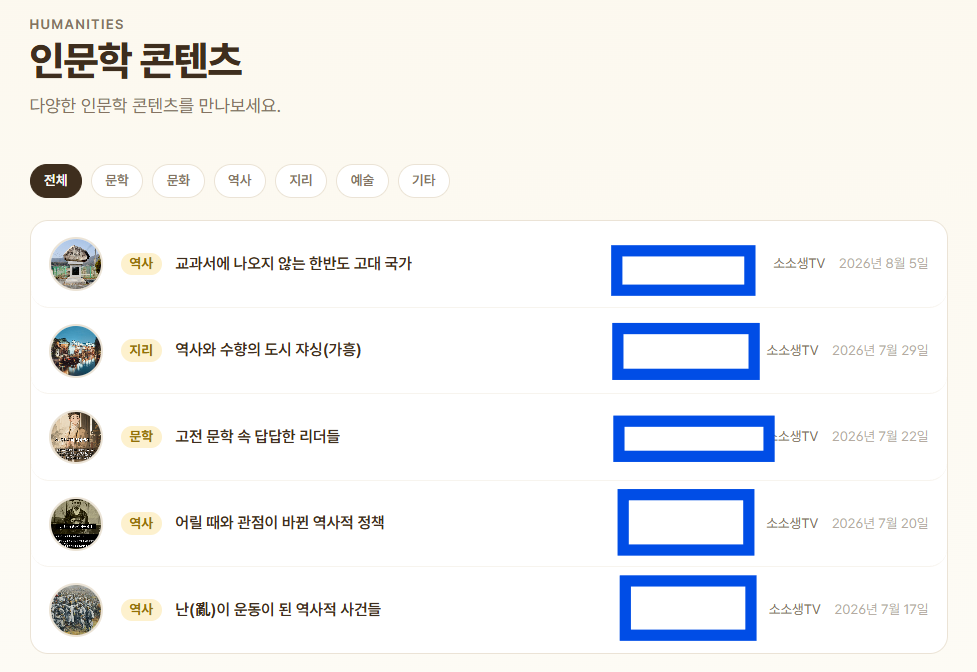 HUMANITIES
인문학 콘텐츠
다양한 인문학 콘텐츠를 만나보세요.
전체 문학 문화 역사 지리 예술 기타
역사 교과서에 나오지 않는 한반도 고대 국가 소소생TV 2026년 8월 5일
지리 역사와 수향의 도시 자싱(가흥) 소소생TV 2026년 7월 29일
문학 고전 문학 속 답답한 리더들 소소생TV 2026년 7월 22일
역사 어릴 때와 관점이 바뀐 역사적 정책 소소생TV 2026년 7월 20일
역사 난(亂)이 운동이 된 역사적 사건들 소소생TV 2026년 7월 17일